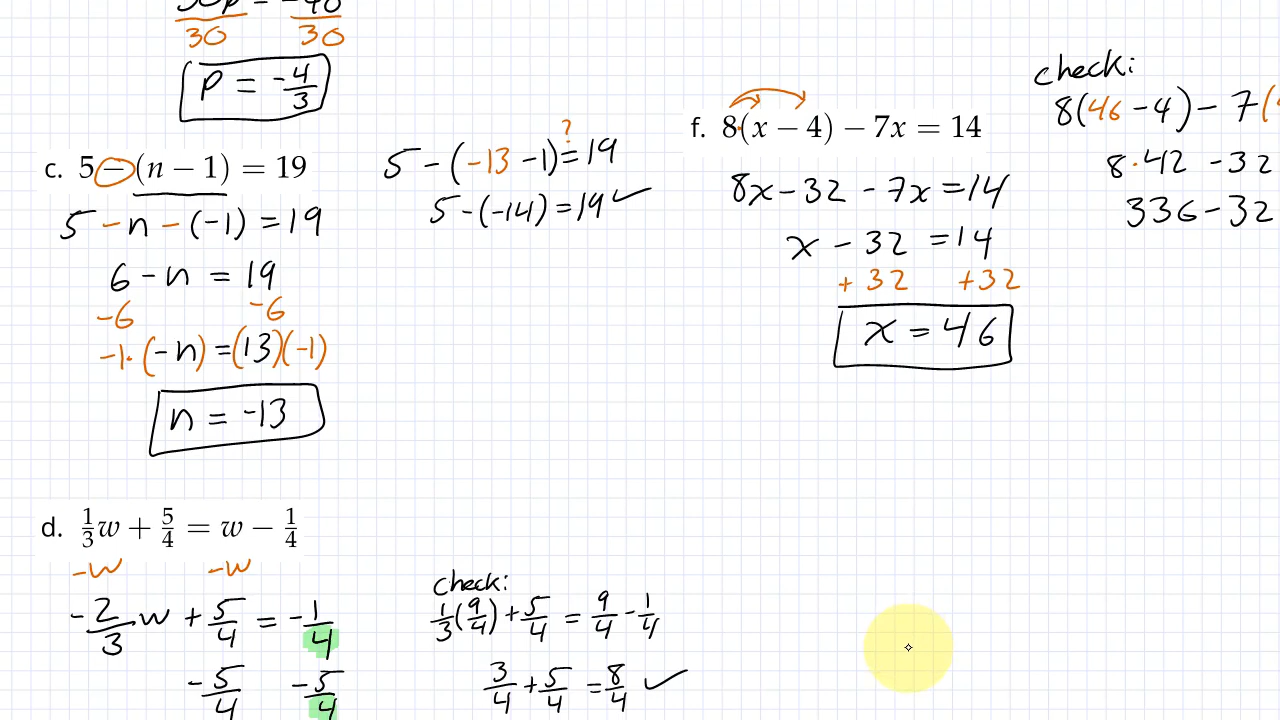 30p = -40
30 30
p = -4/3
c. 5 − (n − 1) = 19
5 - n - (-1) = 19
6 - n = 19
-6 -6
-1·(-n) = (13)(-1)
n = -13
5 - (-13 -1) ?= 19
5 - (-14) = 19 ✓
d. 1/3w + 5/4 = w − 1/4
-w -w
-2/3 w + 5/4 = -1/4
-5/4 -5/4
check:
1/3(9/4) + 5/4 = 9/4 - 1/4
3/4 + 5/4 = 8/4 ✓
f. 8(x − 4) − 7x = 14
8x - 32 - 7x = 14
x - 32 = 14
+32 +32
x = 46
check:
8(46 - 4) - 7(
8·42 - 32
336 - 32